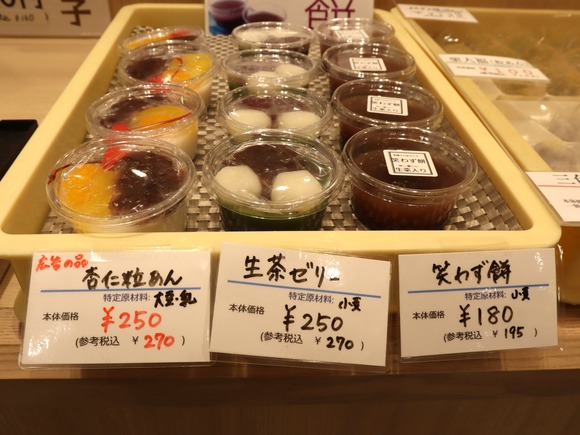 子
餅
広告の品
杏仁粒あん
特定原材料: 大豆・乳
本体価格
¥250
(参考税込 ¥270)
生茶ゼリー
特定原材料: 小麦
本体価格
¥250
(参考税込 ¥270)
笑わず餅
特定原材料: 小麦
本体価格
¥180
(参考税込 ¥195)
笑わず餅
生茶入り